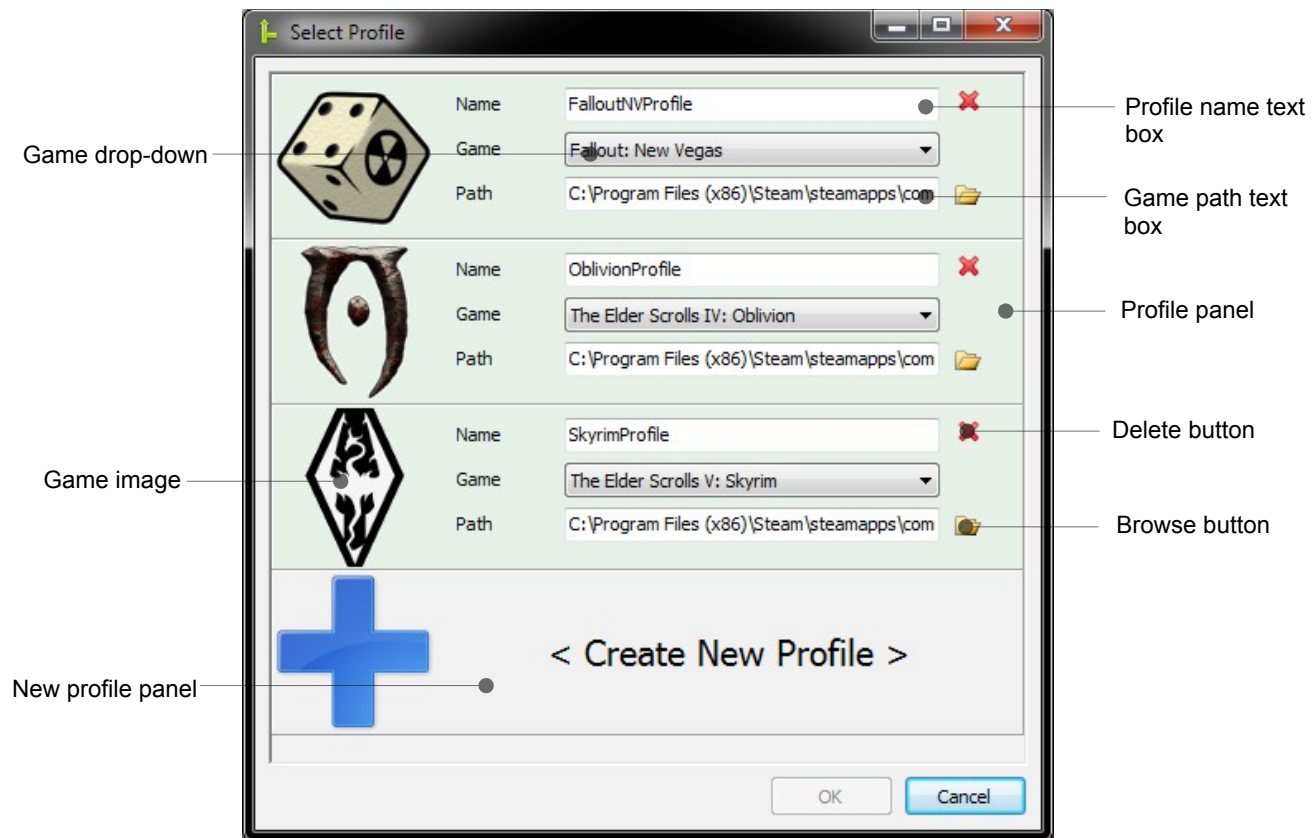 Select Profile
Name
FalloutNVProfile
Profile name text
box
Game drop-down
Game
Fallout: New Vegas
Path
C:\Program Files (x86)\Steam\steamapps\com
Game path text
box
Name
OblivionProfile
Game
The Elder Scrolls IV: Oblivion
Profile panel
Path
C:\Program Files (x86)\Steam\steamapps\com
Name
SkyrimProfile
Delete button
Game image
Game
The Elder Scrolls V: Skyrim
Path
C:\Program Files (x86)\Steam\steamapps\com
Browse button
< Create New Profile >
New profile panel
OK
Cancel